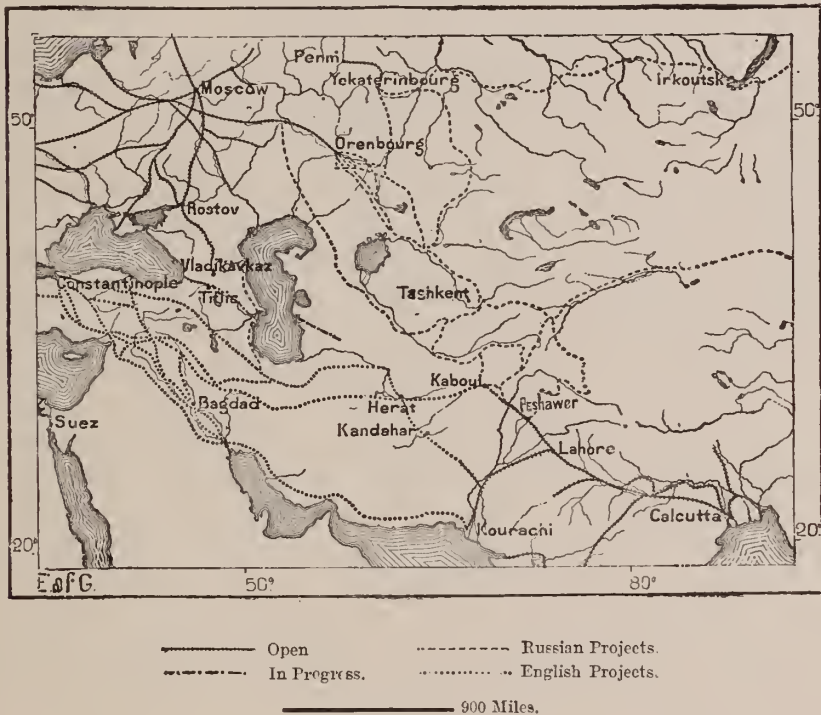 Perm
Yekaterinbourg
Irkoutsk
Moscow
50°
50°
Orenbourg
Rostov
Vladikavkaz
Constantinople
Tiflis
Tashkent
Kaboul
Peshawer
Bagdad
Herat
Suez
Kandahar
Lahore
Calcutta
Kourachi
20°
20°
E. of G.
50°
80°
Open
Russian Projects.
In Progress.
English Projects.
900 Miles.